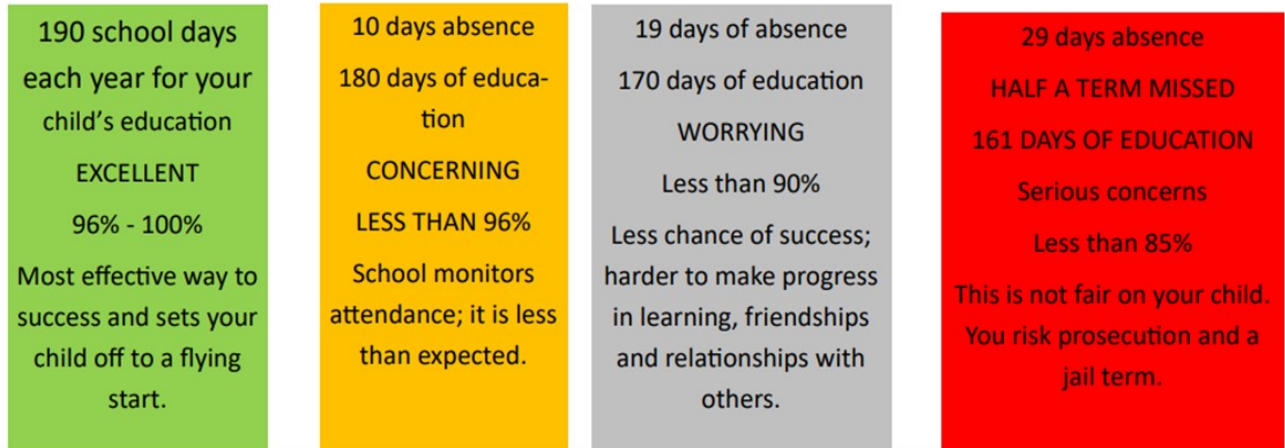 190 school days
each year for your
child's education
EXCELLENT
96% - 100%
Most effective way to
success and sets your
child off to a flying
start.
10 days absence
180 days of educa-
tion
CONCERNING
LESS THAN 96%
School monitors
attendance; it is less
than expected.
19 days of absence
170 days of education
WORRYING
Less than 90%
Less chance of success;
harder to make progress
in learning, friendships
and relationships with
others.
29 days absence
HALF A TERM MISSED
161 DAYS OF EDUCATION
Serious concerns
Less than 85%
This is not fair on your child.
You risk prosecution and a
jail term.